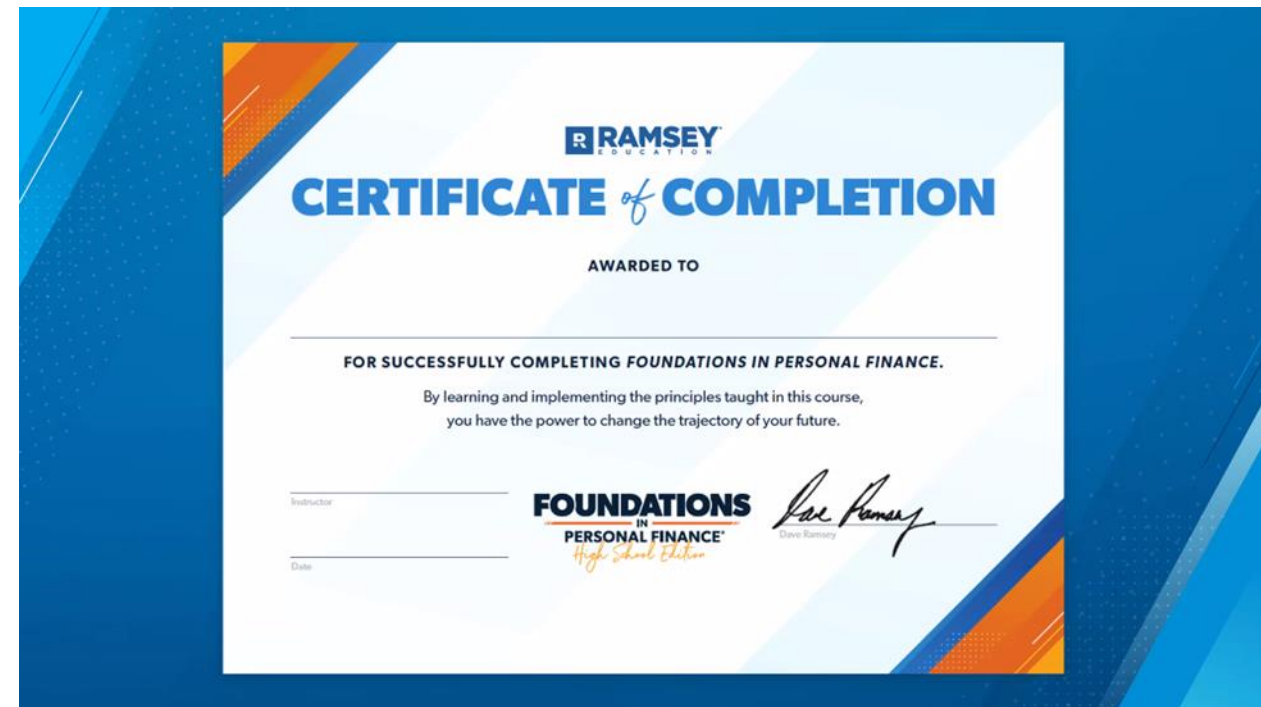 R RAMSEY
EDUCATION
CERTIFICATE of COMPLETION
AWARDED TO
FOR SUCCESSFULLY COMPLETING FOUNDATIONS IN PERSONAL FINANCE.
By learning and implementing the principles taught in this course,
you have the power to change the trajectory of your future.
Instructor
Date
FOUNDATIONS
IN
PERSONAL FINANCE®
High School Edition
Dave Ramsey
Dave Ramsey